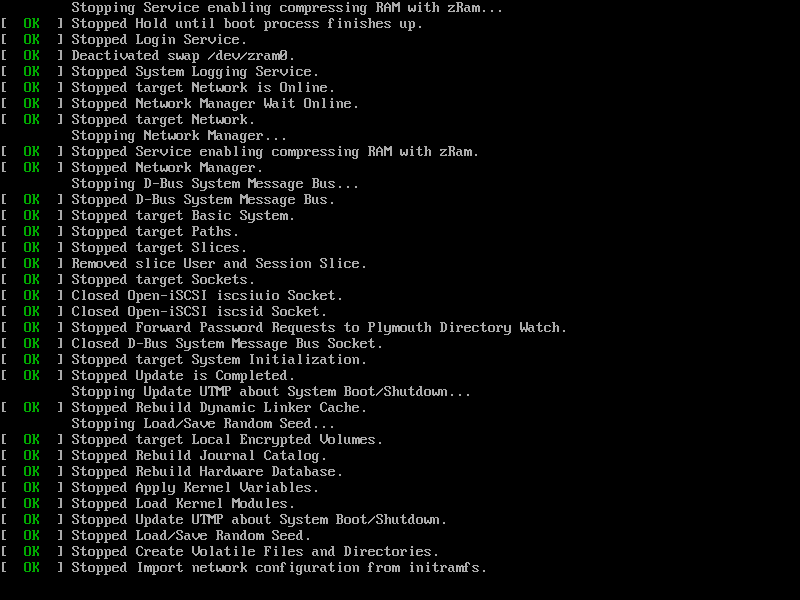 Stopping Service enabling compressing RAM with zRam...
[  OK  ] Stopped Hold until boot process finishes up.
[  OK  ] Stopped Login Service.
[  OK  ] Deactivated swap /dev/zram0.
[  OK  ] Stopped System Logging Service.
[  OK  ] Stopped target Network is Online.
[  OK  ] Stopped Network Manager Wait Online.
[  OK  ] Stopped target Network.
Stopping Network Manager...
[  OK  ] Stopped Service enabling compressing RAM with zRam.
[  OK  ] Stopped Network Manager.
Stopping D-Bus System Message Bus...
[  OK  ] Stopped D-Bus System Message Bus.
[  OK  ] Stopped target Basic System.
[  OK  ] Stopped target Paths.
[  OK  ] Stopped target Slices.
[  OK  ] Removed slice User and Session Slice.
[  OK  ] Stopped target Sockets.
[  OK  ] Closed Open-iSCSI iscsiuio Socket.
[  OK  ] Closed Open-iSCSI iscsid Socket.
[  OK  ] Stopped Forward Password Requests to Plymouth Directory Watch.
[  OK  ] Closed D-Bus System Message Bus Socket.
[  OK  ] Stopped target System Initialization.
[  OK  ] Stopped Update is Completed.
Stopping Update UTMP about System Boot/Shutdown...
[  OK  ] Stopped Rebuild Dynamic Linker Cache.
Stopping Load/Save Random Seed...
[  OK  ] Stopped target Local Encrypted Volumes.
[  OK  ] Stopped Rebuild Journal Catalog.
[  OK  ] Stopped Rebuild Hardware Database.
[  OK  ] Stopped Apply Kernel Variables.
[  OK  ] Stopped Load Kernel Modules.
[  OK  ] Stopped Update UTMP about System Boot/Shutdown.
[  OK  ] Stopped Load/Save Random Seed.
[  OK  ] Stopped Create Volatile Files and Directories.
[  OK  ] Stopped Import network configuration from initramfs.